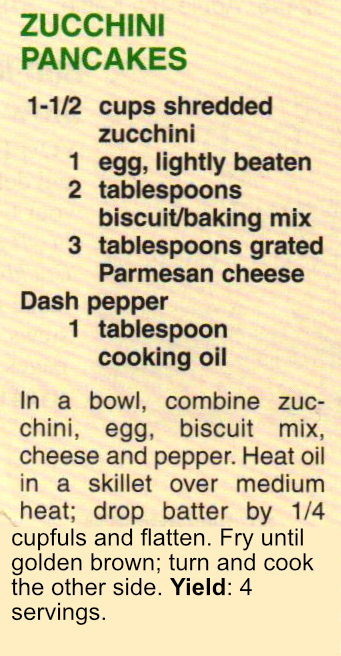 ZUCCHINI
PANCAKES
1-1/2 cups shredded
zucchini
1 egg, lightly beaten
2 tablespoons
biscuit/baking mix
3 tablespoons grated
Parmesan cheese
Dash pepper
1 tablespoon
cooking oil
In a bowl, combine zuc-
chini, egg, biscuit mix,
cheese and pepper. Heat oil
in a skillet over medium
heat; drop batter by 1/4
cupfuls and flatten. Fry until
golden brown; turn and cook
the other side. Yield: 4
servings.